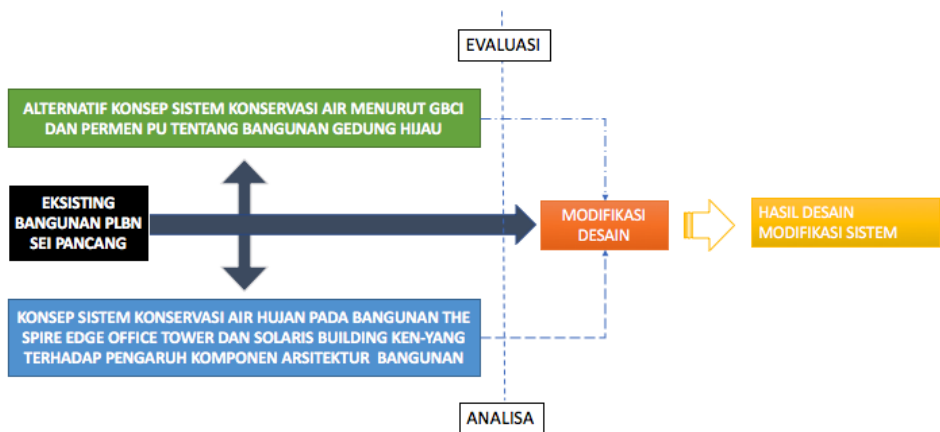 EVALUASI
ALTERNATIF KONSEP SISTEM KONSERVASI AIR MENURUT GBCI
DAN PERMEN PU TENTANG BANGUNAN GEDUNG HIJAU
EKSISTING
BANGUNAN PLBN
SEI PANCANG
MODIFIKASI
DESAIN
HASIL DESAIN
MODIFIKASI SISTEM
KONSEP SISTEM KONSERVASI AIR HUJAN PADA BANGUNAN THE
SPIRE EDGE OFFICE TOWER DAN SOLARIS BUILDING KEN-YANG
TERHADAP PENGARUH KOMPONEN ARSITEKTUR BANGUNAN
ANALISA